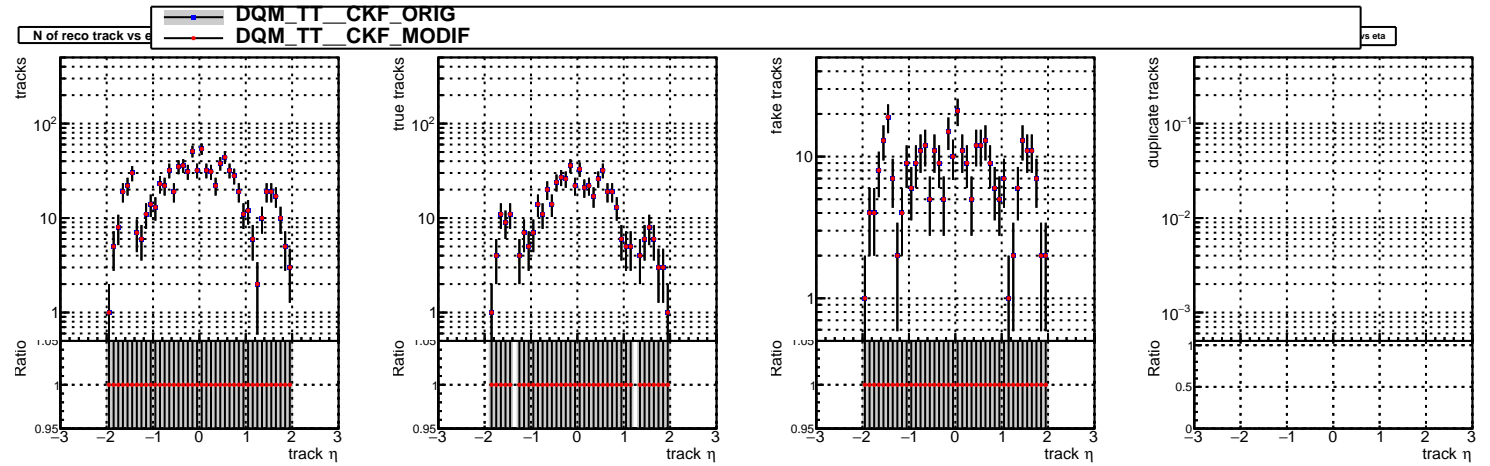 DQM_TT__CKF_ORIG
DQM_TT__CKF_MODIF
N of reco track vs e
vs eta
tracks
10²
10
1
Ratio
1.05
1
0.95
−3 −2 −1 0 1 2 3
track η
true tracks
10²
10
1
Ratio
1.05
1
0.95
−3 −2 −1 0 1 2 3
track η
fake tracks
10
1
Ratio
1.05
1
0.95
−3 −2 −1 0 1 2 3
track η
duplicate tracks
10⁻¹
10⁻²
10⁻³
Ratio
1
0.5
0
−3 −2 −1 0 1 2 3
track η